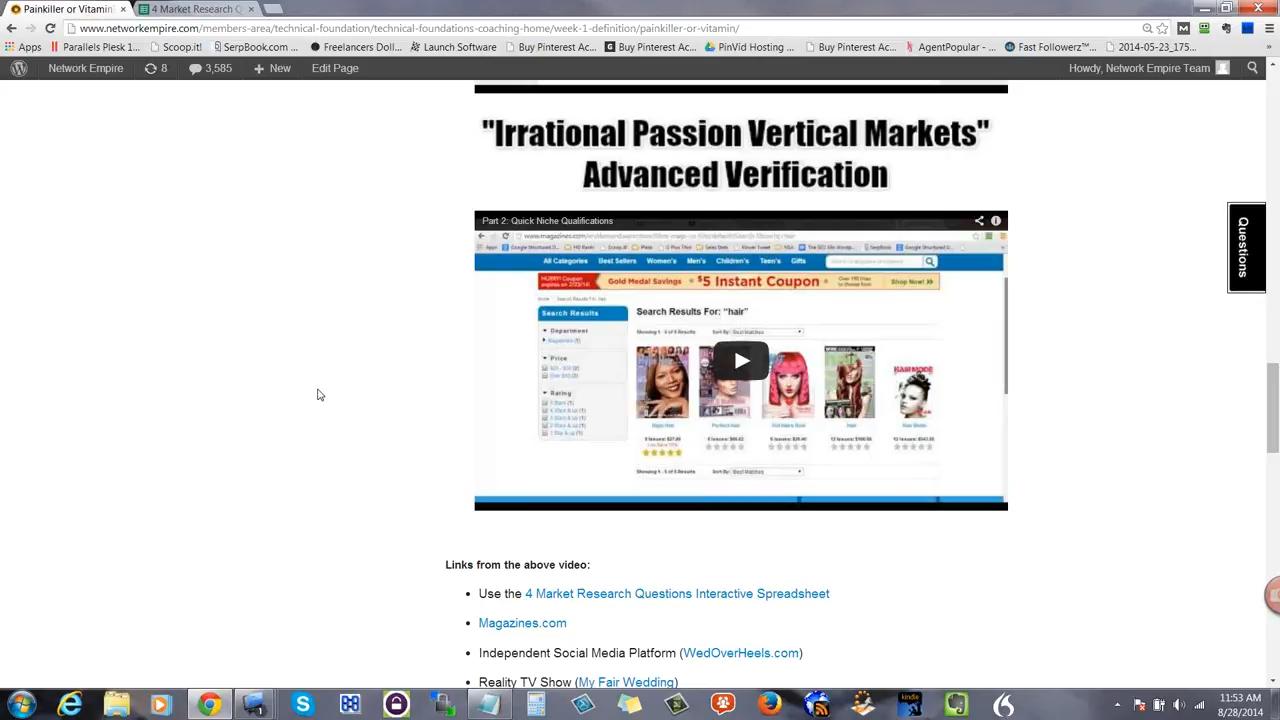 Painkiller or Vitamin
4 Market Research Q
www.networkempire.com/members-area/technical-foundation/technical-foundations-coaching-home/week-1-definition/painkiller-or-vitamin/
Apps
Parallels Plesk 1...
Scoop.it!
SerpBook.com ...
Freelancers Doll...
Launch Software
Buy Pinterest Ac...
Buy Pinterest Ac...
PinVid Hosting ...
Buy Pinterest Ac...
AgentPopular - ...
Fast Followerz™...
2014-05-23_175...
Network Empire
8
3,585
New
Edit Page
Howdy, Network Empire Team
"Irrational Passion Vertical Markets"
Advanced Verification
Questions
Part 2: Quick Niche Qualifications
All Categories Best Sellers Women's Men's Children's Teen's Gifts
Gold Medal Savings $5 Instant Coupon
Shop Now!
Search Results
Search Results For: "hair"
Department
Price
Rating
Links from the above video:
Use the 4 Market Research Questions Interactive Spreadsheet
Magazines.com
Independent Social Media Platform (WedOverHeels.com)
Reality TV Show (My Fair Wedding)
kindle
11:53 AM
8/28/2014